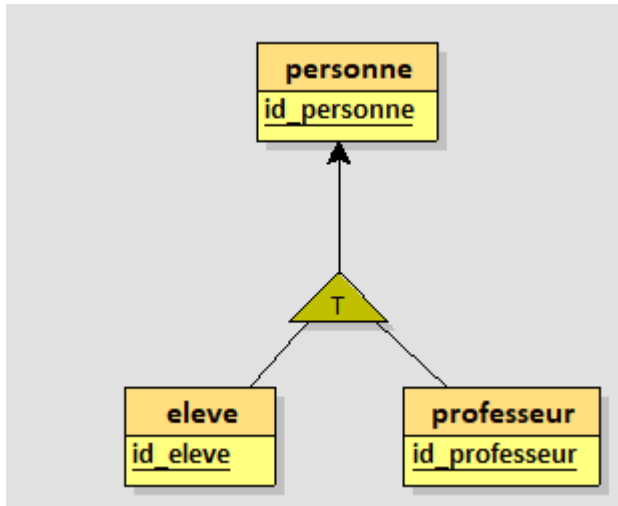 personne
id_personne
T
eleve
id_eleve
professeur
id_professeur